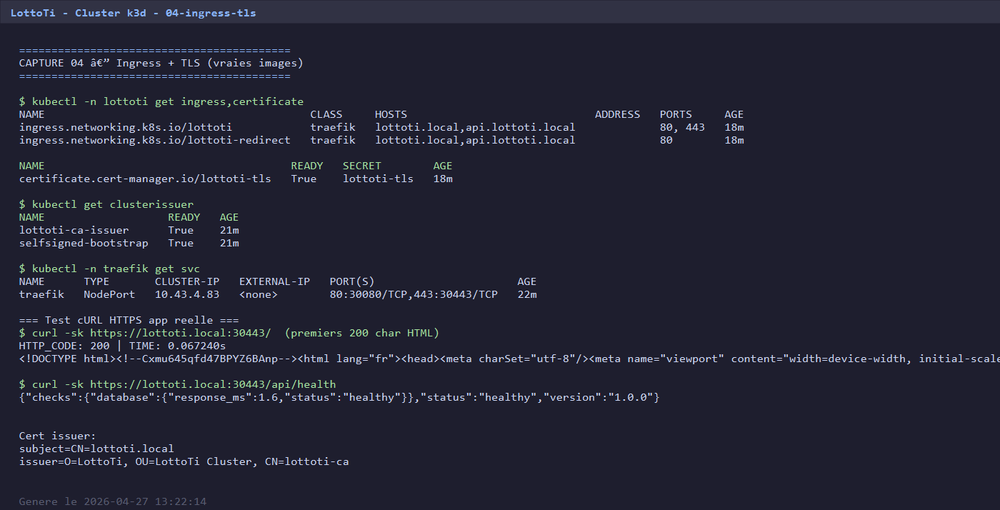 LottoTi - Cluster k3d - 04-ingress-tls
==========================================
CAPTURE 04 â€” Ingress + TLS (vraies images)
==========================================
$ kubectl -n lottoti get ingress,certificate
NAME CLASS HOSTS ADDRESS PORTS AGE
ingress.networking.k8s.io/lottoti traefik lottoti.local,api.lottoti.local 80, 443 18m
ingress.networking.k8s.io/lottoti-redirect traefik lottoti.local,api.lottoti.local 80 18m
NAME READY SECRET AGE
certificate.cert-manager.io/lottoti-tls True lottoti-tls 18m
$ kubectl get clusterissuer
NAME READY AGE
lottoti-ca-issuer True 21m
selfsigned-bootstrap True 21m
$ kubectl -n traefik get svc
NAME TYPE CLUSTER-IP EXTERNAL-IP PORT(S) AGE
traefik NodePort 10.43.4.83 <none> 80:30080/TCP,443:30443/TCP 22m
=== Test cURL HTTPS app reelle ===
$ curl -sk https://lottoti.local:30443/ (premiers 200 char HTML)
HTTP_CODE: 200 | TIME: 0.067240s
<!DOCTYPE html><!--Cxmu645qfd47BPYZ6BAnp--><html lang="fr"><head><meta charSet="utf-8"/><meta name="viewport" content="width=device-width, initial-scale
$ curl -sk https://lottoti.local:30443/api/health
{"checks":{"database":{"response_ms":1.6,"status":"healthy"}},"status":"healthy","version":"1.0.0"}
Cert issuer:
subject=CN=lottoti.local
issuer=O=LottoTi, OU=LottoTi Cluster, CN=lottoti-ca
Genere le 2026-04-27 13:22:14